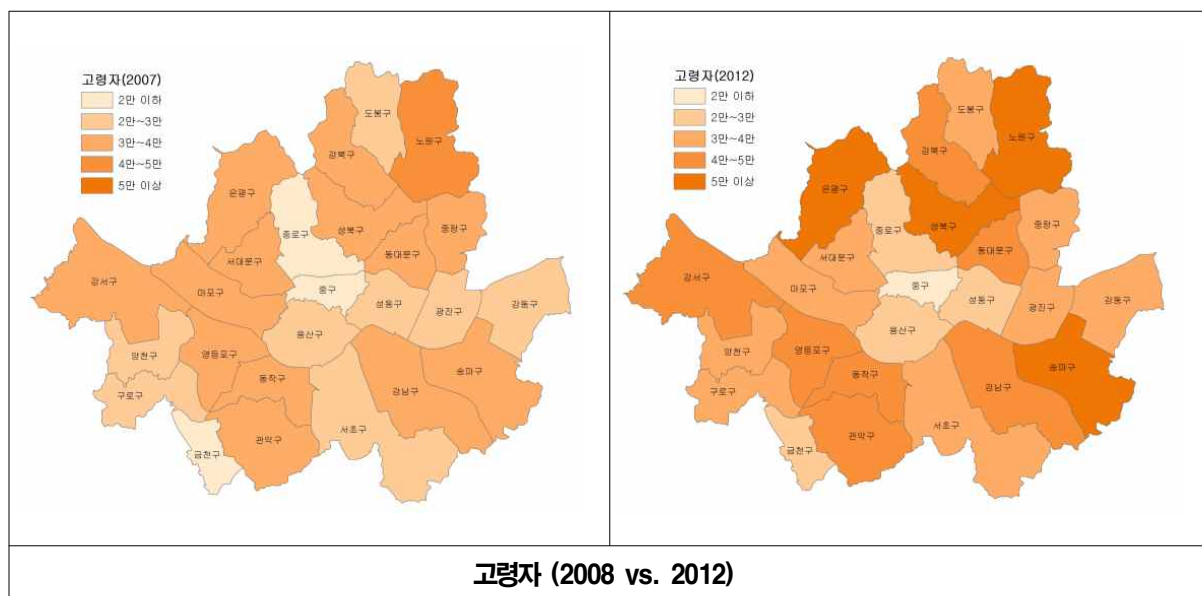 고령자(2007)
2만 이하
2만~3만
3만~4만
4만~5만
5만 이상
도봉구
노원구
강북구
은평구
성북구
중랑구
종로구
동대문구
서대문구
강서구
마포구
중구
성동구
광진구
강동구
용산구
양천구
영등포구
송파구
동작구
강남구
구로구
서초구
관악구
금천구
고령자(2012)
2만 이하
2만~3만
3만~4만
4만~5만
5만 이상
도봉구
노원구
강북구
은평구
성북구
중랑구
종로구
동대문구
서대문구
강서구
마포구
중구
성동구
광진구
강동구
용산구
양천구
영등포구
송파구
동작구
강남구
구로구
서초구
관악구
금천구
고령자 (2008 vs. 2012)